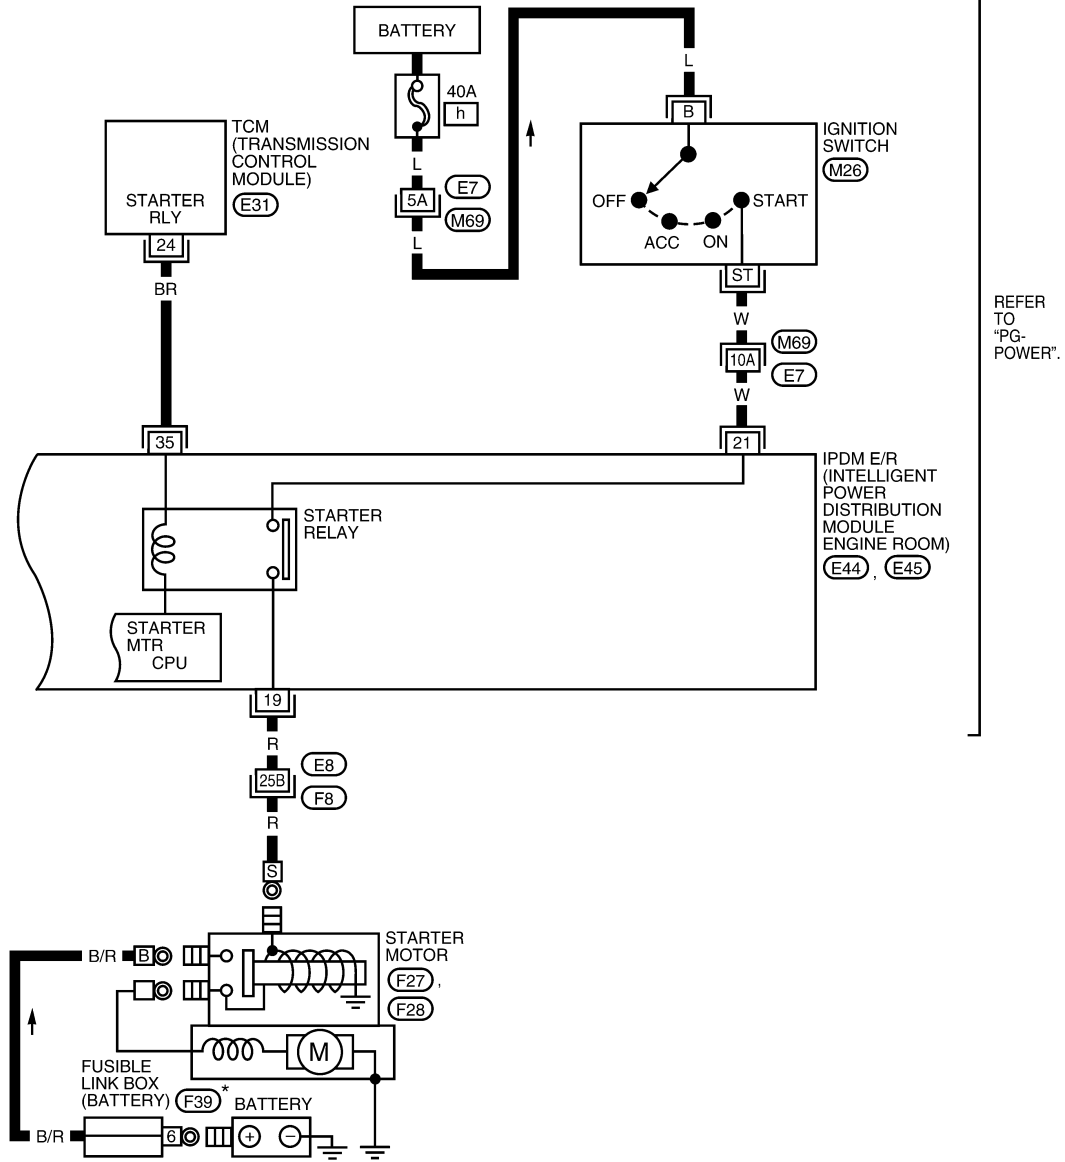 BATTERY
40A
h
L
5A
E7
M69
L
L
B
IGNITION
SWITCH
M26
OFF
ACC
ON
START
ST
W
10A
M69
E7
W
21
TCM
(TRANSMISSION
CONTROL
MODULE)
E31
STARTER
RLY
24
BR
35
REFER
TO
“PG-
POWER”.
IPDM E/R
(INTELLIGENT
POWER
DISTRIBUTION
MODULE
ENGINE ROOM)
E44 , E45
STARTER
RELAY
STARTER
MTR
CPU
19
R
25B
E8
F8
R
S
STARTER
MOTOR
F27 ,
F28
B/R
B
M
FUSIBLE
LINK BOX
(BATTERY) F39 *
BATTERY
B/R
6
+ −